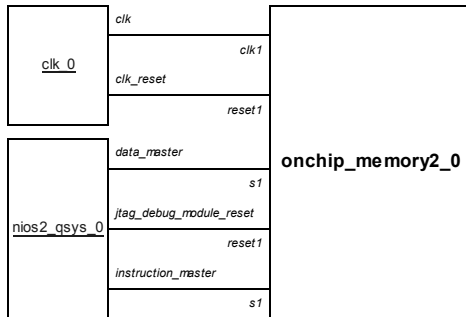 clk
clk1
clk_0
clk_reset
reset1
data_master
onchip_memory2_0
s1
jtag_debug_module_reset
nios2_qsys_0
reset1
instruction_master
s1